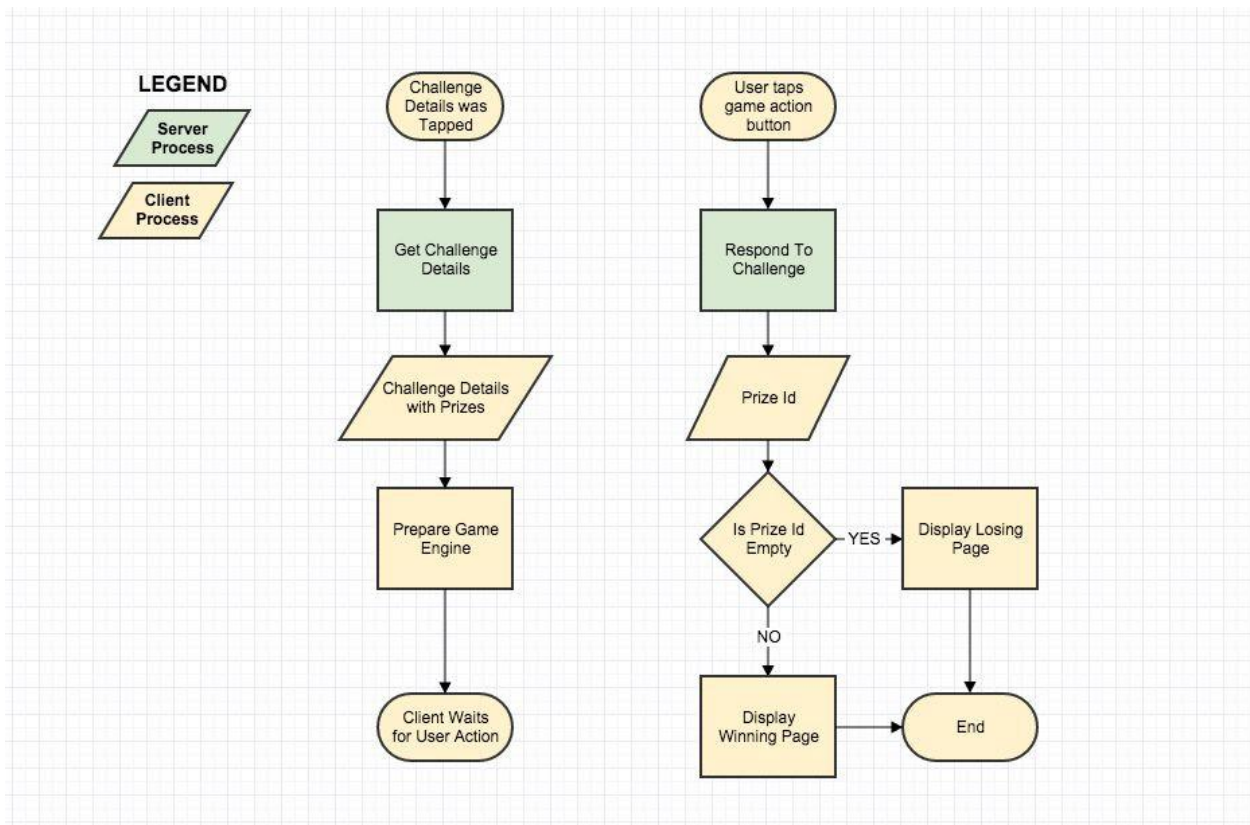 LEGEND
Server
Process
Client
Process
Challenge
Details was
Tapped
Get Challenge
Details
Challenge Details
with Prizes
Prepare Game
Engine
Client Waits
for User Action
User taps
game action
button
Respond To
Challenge
Prize Id
Is Prize Id
Empty
YES
Display Losing
Page
NO
Display
Winning Page
End